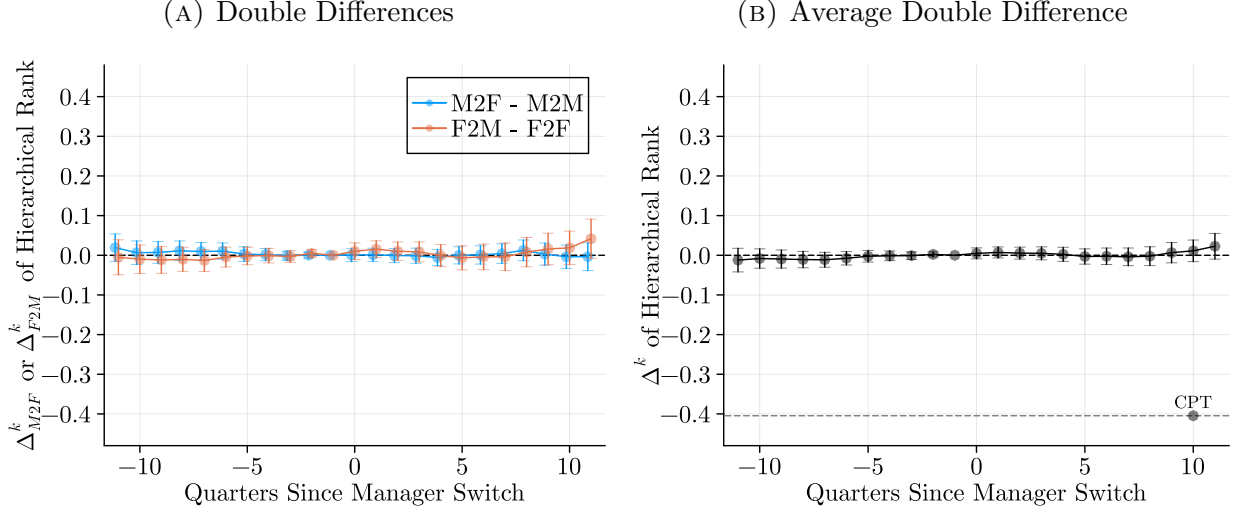 (A) Double Differences
Δ^k_{M2F} or Δ^k_{F2M} of Hierarchical Rank
0.4
0.3
0.2
0.1
0.0
−0.1
−0.2
−0.3
−0.4
M2F - M2M
F2M - F2F
−10 −5 0 5 10
Quarters Since Manager Switch
(B) Average Double Difference
Δ^k of Hierarchical Rank
0.4
0.3
0.2
0.1
0.0
−0.1
−0.2
−0.3
−0.4
CPT
−10 −5 0 5 10
Quarters Since Manager Switch